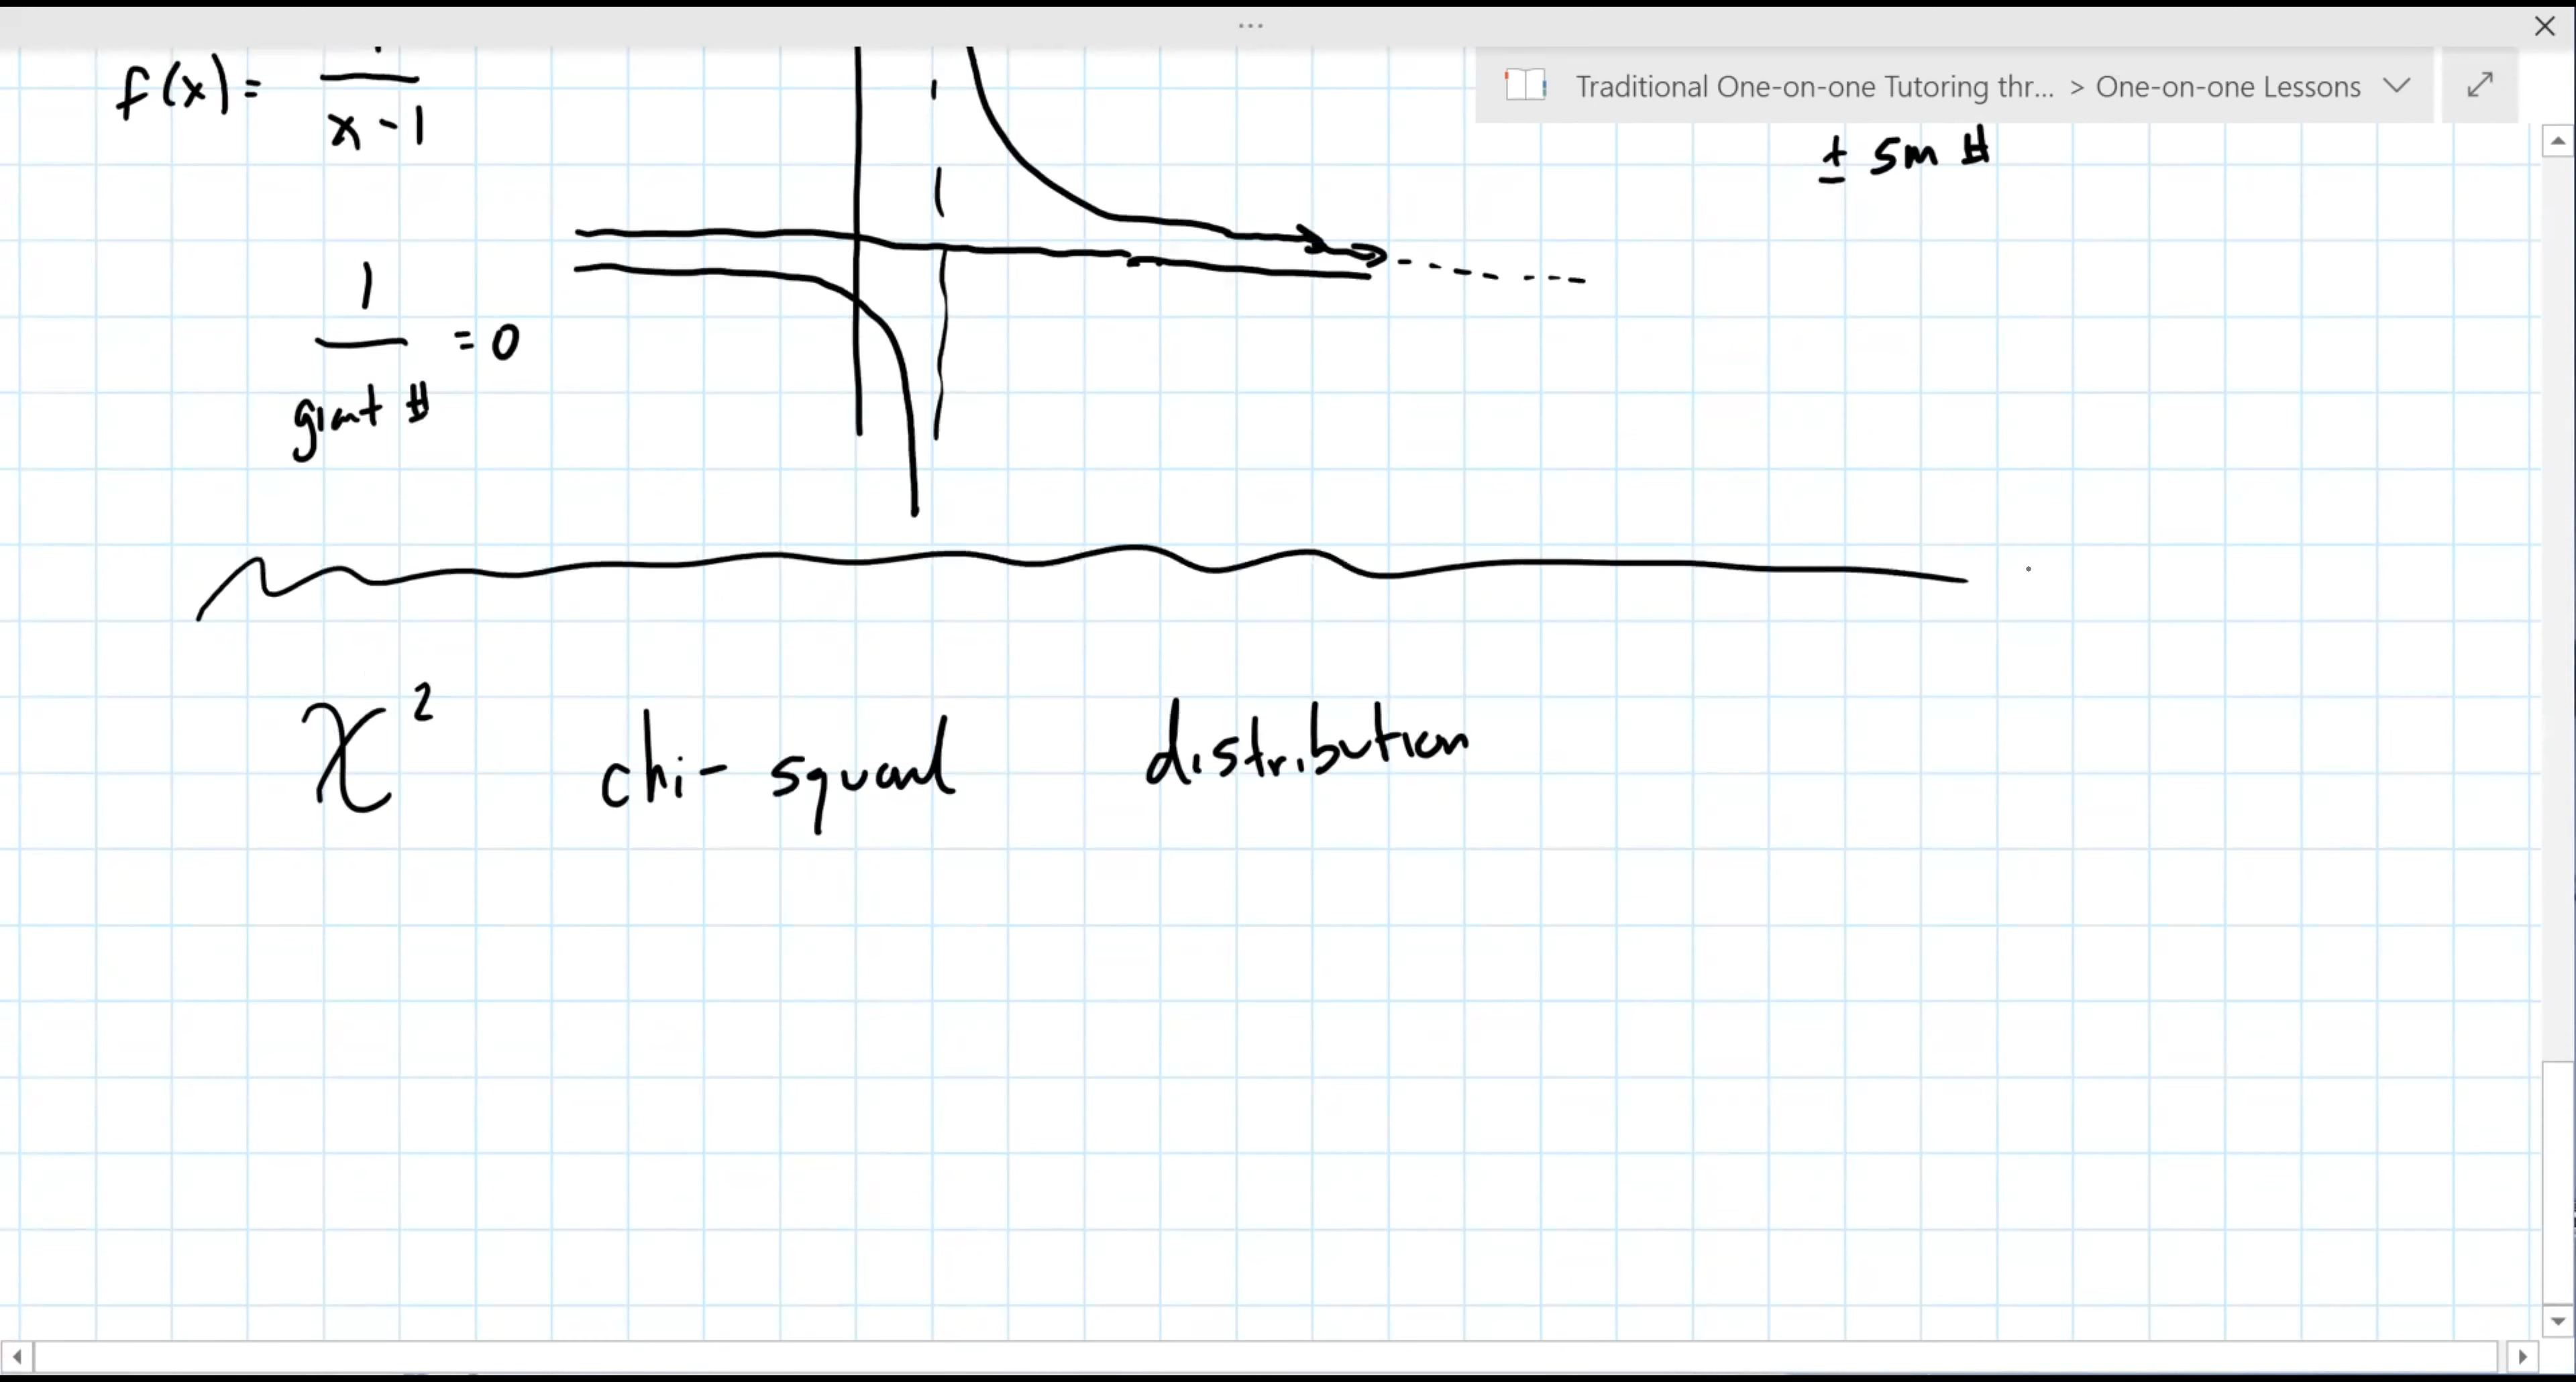 ...
Traditional One-on-one Tutoring thr... > One-on-one Lessons
f(x) =
x - 1
± sm #
1
= 0
giant #
χ² chi-squared distribution